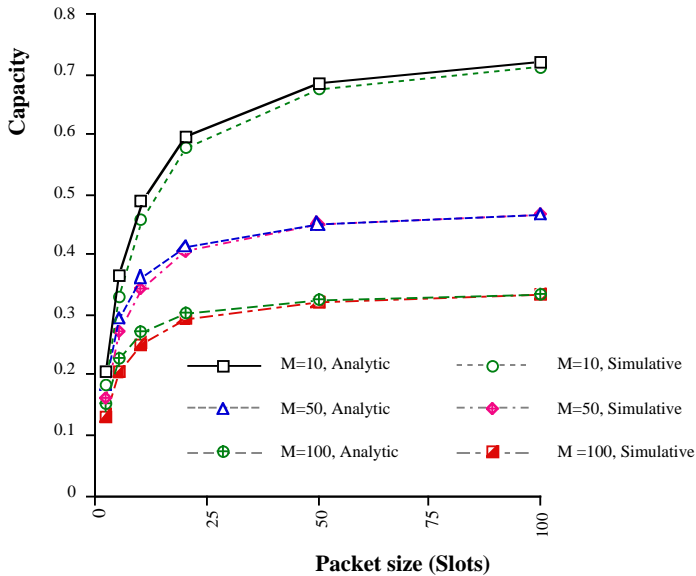 0.8
Capacity
0.7
0.6
0.5
0.4
0.3
0.2
0.1
0
M=10, Analytic
M=10, Simulative
M=50, Analytic
M=50, Simulative
M=100, Analytic
M =100, Simulative
0
25
50
75
100
Packet size (Slots)